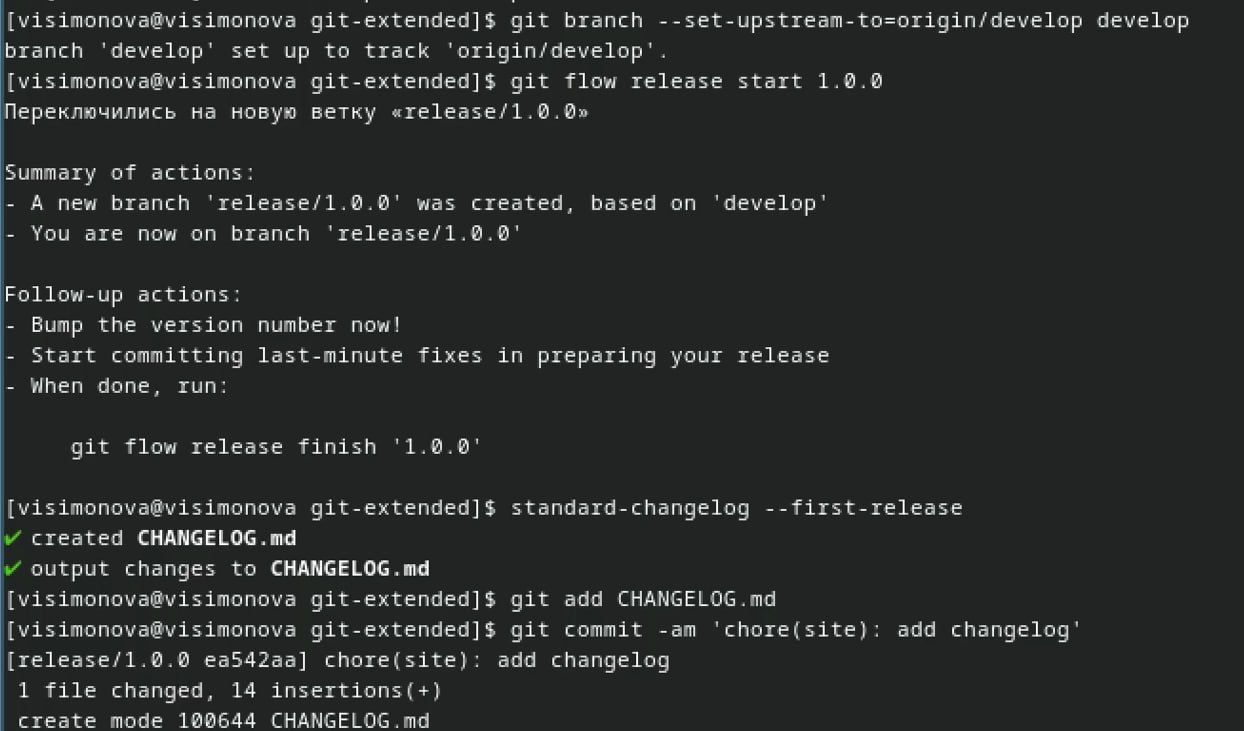 [visimonova@visimonova git-extended]$ git branch --set-upstream-to=origin/develop develop
branch 'develop' set up to track 'origin/develop'.
[visimonova@visimonova git-extended]$ git flow release start 1.0.0
Переключились на новую ветку «release/1.0.0»
Summary of actions:
- A new branch 'release/1.0.0' was created, based on 'develop'
- You are now on branch 'release/1.0.0'
Follow-up actions:
- Bump the version number now!
- Start committing last-minute fixes in preparing your release
- When done, run:
git flow release finish '1.0.0'
[visimonova@visimonova git-extended]$ standard-changelog --first-release
✔ created CHANGELOG.md
✔ output changes to CHANGELOG.md
[visimonova@visimonova git-extended]$ git add CHANGELOG.md
[visimonova@visimonova git-extended]$ git commit -am 'chore(site): add changelog'
[release/1.0.0 ea542aa] chore(site): add changelog
1 file changed, 14 insertions(+)
create mode 100644 CHANGELOG.md